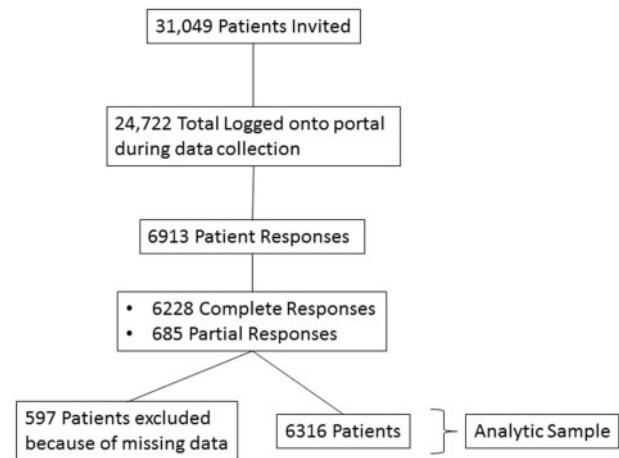 31,049 Patients Invited
24,722 Total Logged onto portal
during data collection
6913 Patient Responses
• 6228 Complete Responses
• 685 Partial Responses
597 Patients excluded
because of missing data
6316 Patients
Analytic Sample